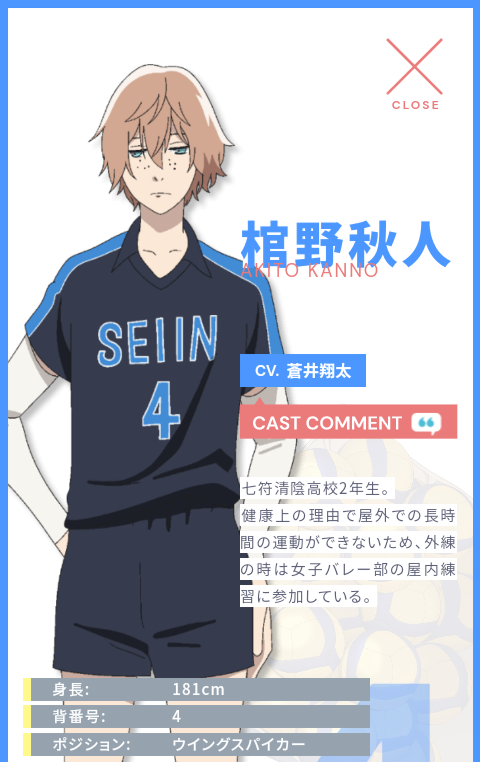 CLOSE
棺野秋人
AKITO KANNO
SEIIN
4
CV. 蒼井翔太
CAST COMMENT
七符清陰高校2年生。
健康上の理由で屋外での長時
間の運動ができないため、外練
の時は女子バレー部の屋内練
習に参加している。
身長: 181cm
背番号: 4
ポジション: ウイングスパイカー